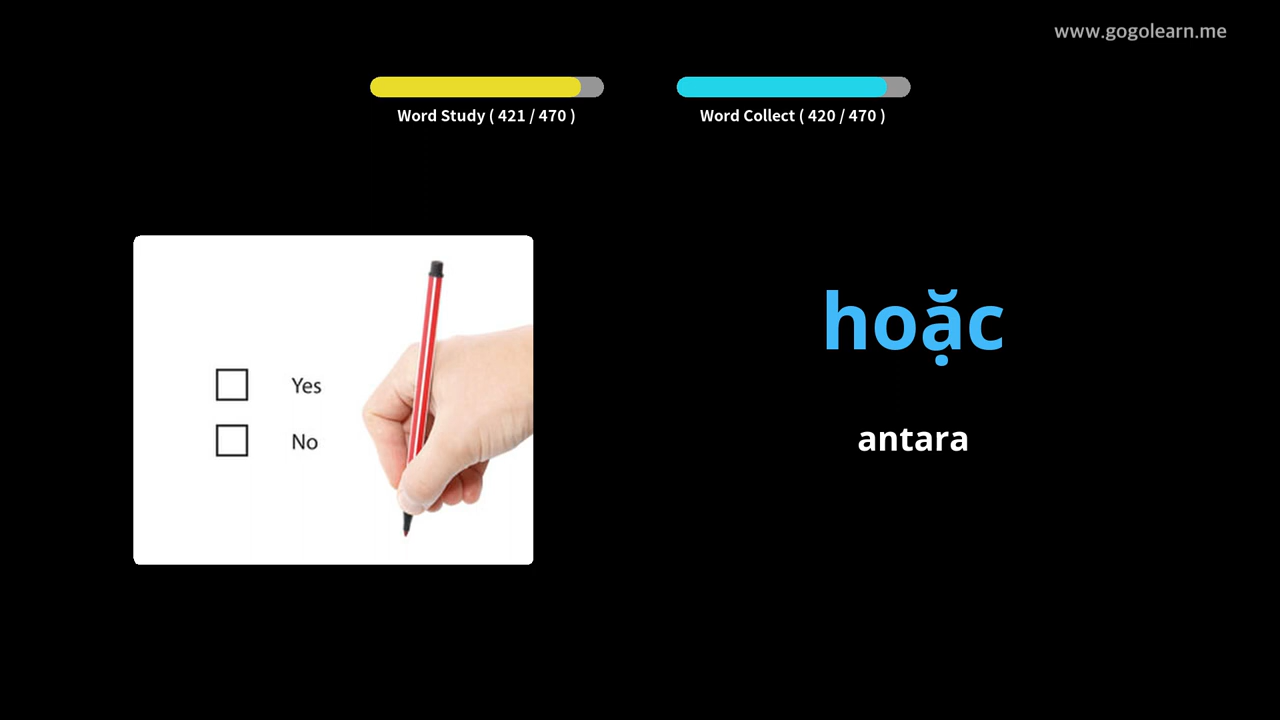 www.gogolearn.me
Word Study ( 421 / 470 )
Word Collect ( 420 / 470 )
Yes
No
hoặc
antara